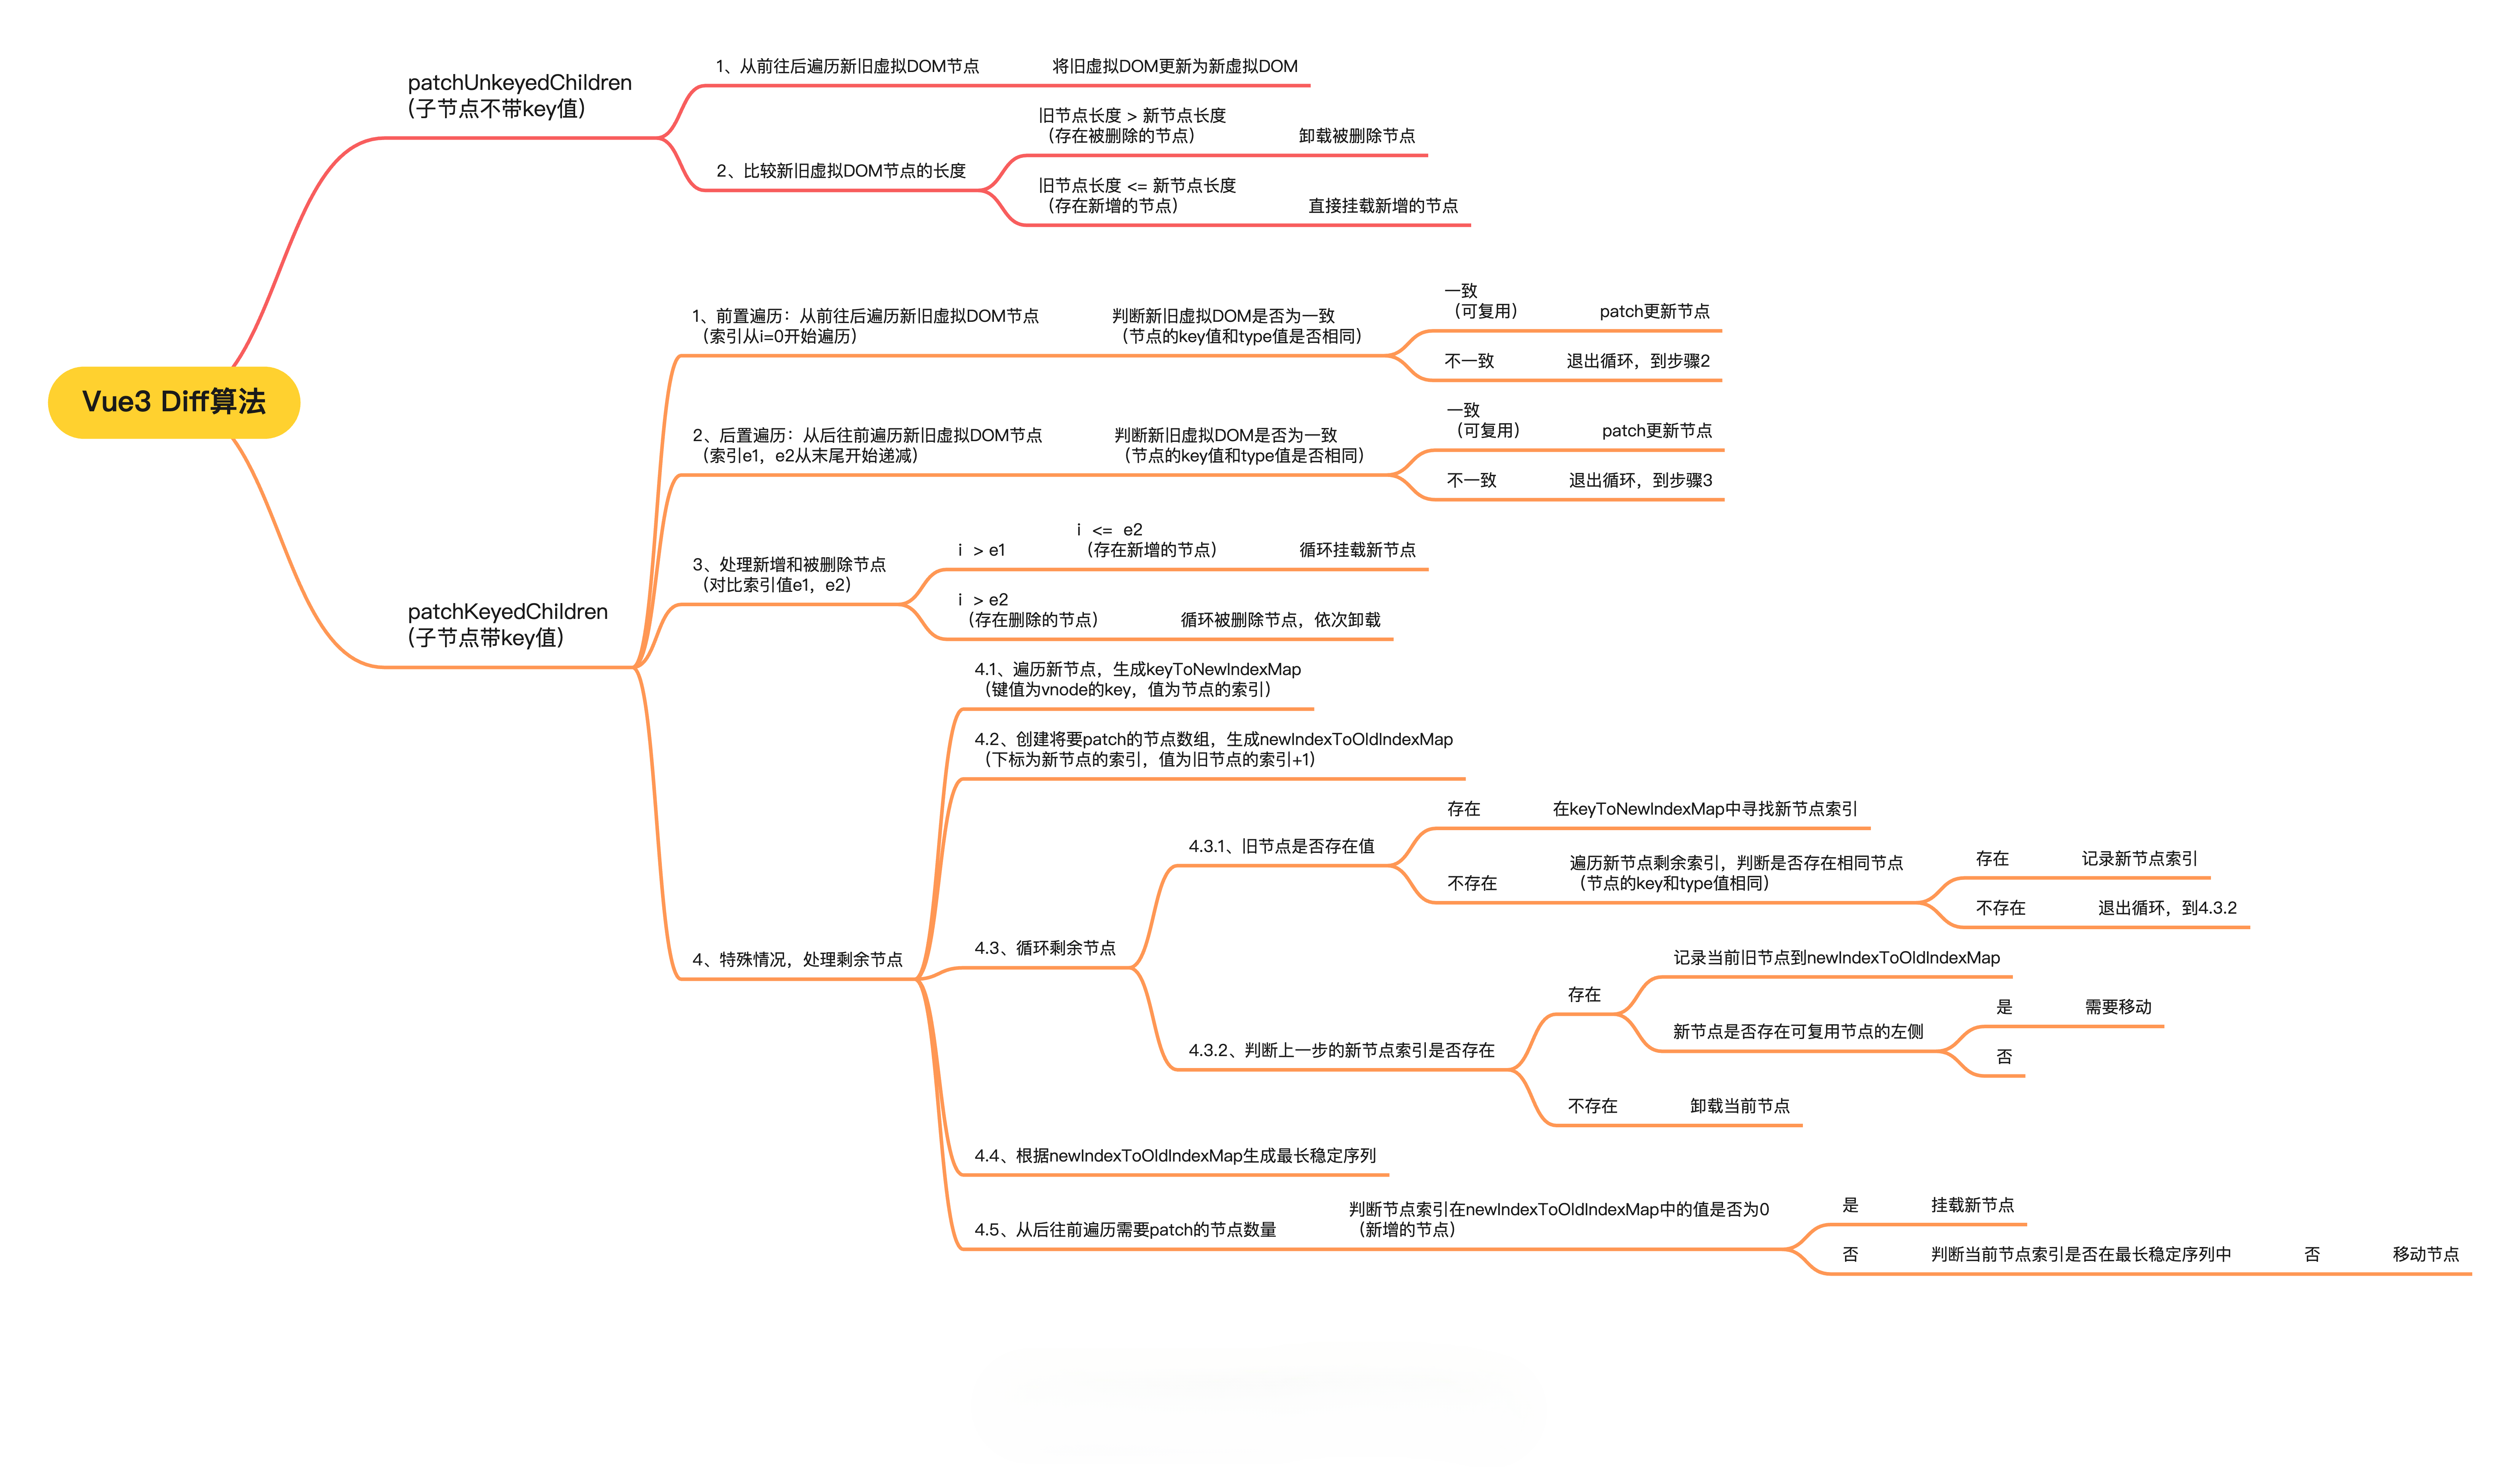 Vue3 Diff算法
patchUnkeyedChildren
(子节点不带key值)
1、从前往后遍历新旧虚拟DOM节点
将旧虚拟DOM更新为新虚拟DOM
2、比较新旧虚拟DOM节点的长度
旧节点长度 > 新节点长度
（存在被删除的节点）
卸载被删除节点
旧节点长度 <= 新节点长度
（存在新增的节点）
直接挂载新增的节点
patchKeyedChildren
(子节点带key值)
1、前置遍历：从前往后遍历新旧虚拟DOM节点
（索引从i=0开始遍历）
判断新旧虚拟DOM是否为一致
（节点的key值和type值是否相同）
一致
（可复用）
patch更新节点
不一致
退出循环，到步骤2
2、后置遍历：从后往前遍历新旧虚拟DOM节点
（索引e1，e2从末尾开始递减）
判断新旧虚拟DOM是否为一致
（节点的key值和type值是否相同）
一致
（可复用）
patch更新节点
不一致
退出循环，到步骤3
3、处理新增和被删除节点
（对比索引值e1，e2）
i > e1
i <= e2
（存在新增的节点）
循环挂载新节点
i > e2
（存在删除的节点）
循环被删除节点，依次卸载
4、特殊情况，处理剩余节点
4.1、遍历新节点，生成keyToNewIndexMap
（键值为vnode的key，值为节点的索引）
4.2、创建将要patch的节点数组，生成newIndexToOldIndexMap
（下标为新节点的索引，值为旧节点的索引+1）
4.3、循环剩余节点
4.3.1、旧节点是否存在值
存在
在keyToNewIndexMap中寻找新节点索引
不存在
遍历新节点剩余索引，判断是否存在相同节点
（节点的key和type值相同）
存在
记录新节点索引
不存在
退出循环，到4.3.2
4.3.2、判断上一步的新节点索引是否存在
存在
记录当前旧节点到newIndexToOldIndexMap
新节点是否存在可复用节点的左侧
是
需要移动
否
不存在
卸载当前节点
4.4、根据newIndexToOldIndexMap生成最长稳定序列
4.5、从后往前遍历需要patch的节点数量
判断节点索引在newIndexToOldIndexMap中的值是否为0
（新增的节点）
是
挂载新节点
否
判断当前节点索引是否在最长稳定序列中
否
移动节点